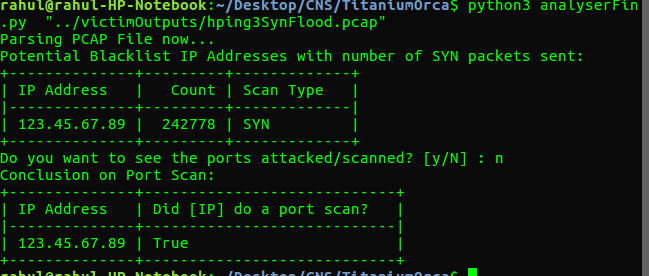 rahul@rahul-HP-Notebook:~/Desktop/CNS/TitaniumOrca$ python3 analyserFin
.py  "../victimOutputs/hping3SynFlood.pcap"
Parsing PCAP File now...
Potential Blacklist IP Addresses with number of SYN packets sent:
+--------------+---------+-------------+
| IP Address   |   Count | Scan Type   |
|--------------+---------+-------------|
| 123.45.67.89 |  242778 | SYN         |
+--------------+---------+-------------+
Do you want to see the ports attacked/scanned? [y/N] : n
Conclusion on Port Scan:
+--------------+----------------------------+
| IP Address   | Did [IP] do a port scan?   |
|--------------+----------------------------|
| 123.45.67.89 | True                       |
+--------------+----------------------------+
rahul@rahul-HP-Notebook:~/Desktop/CNS/TitaniumOrca$